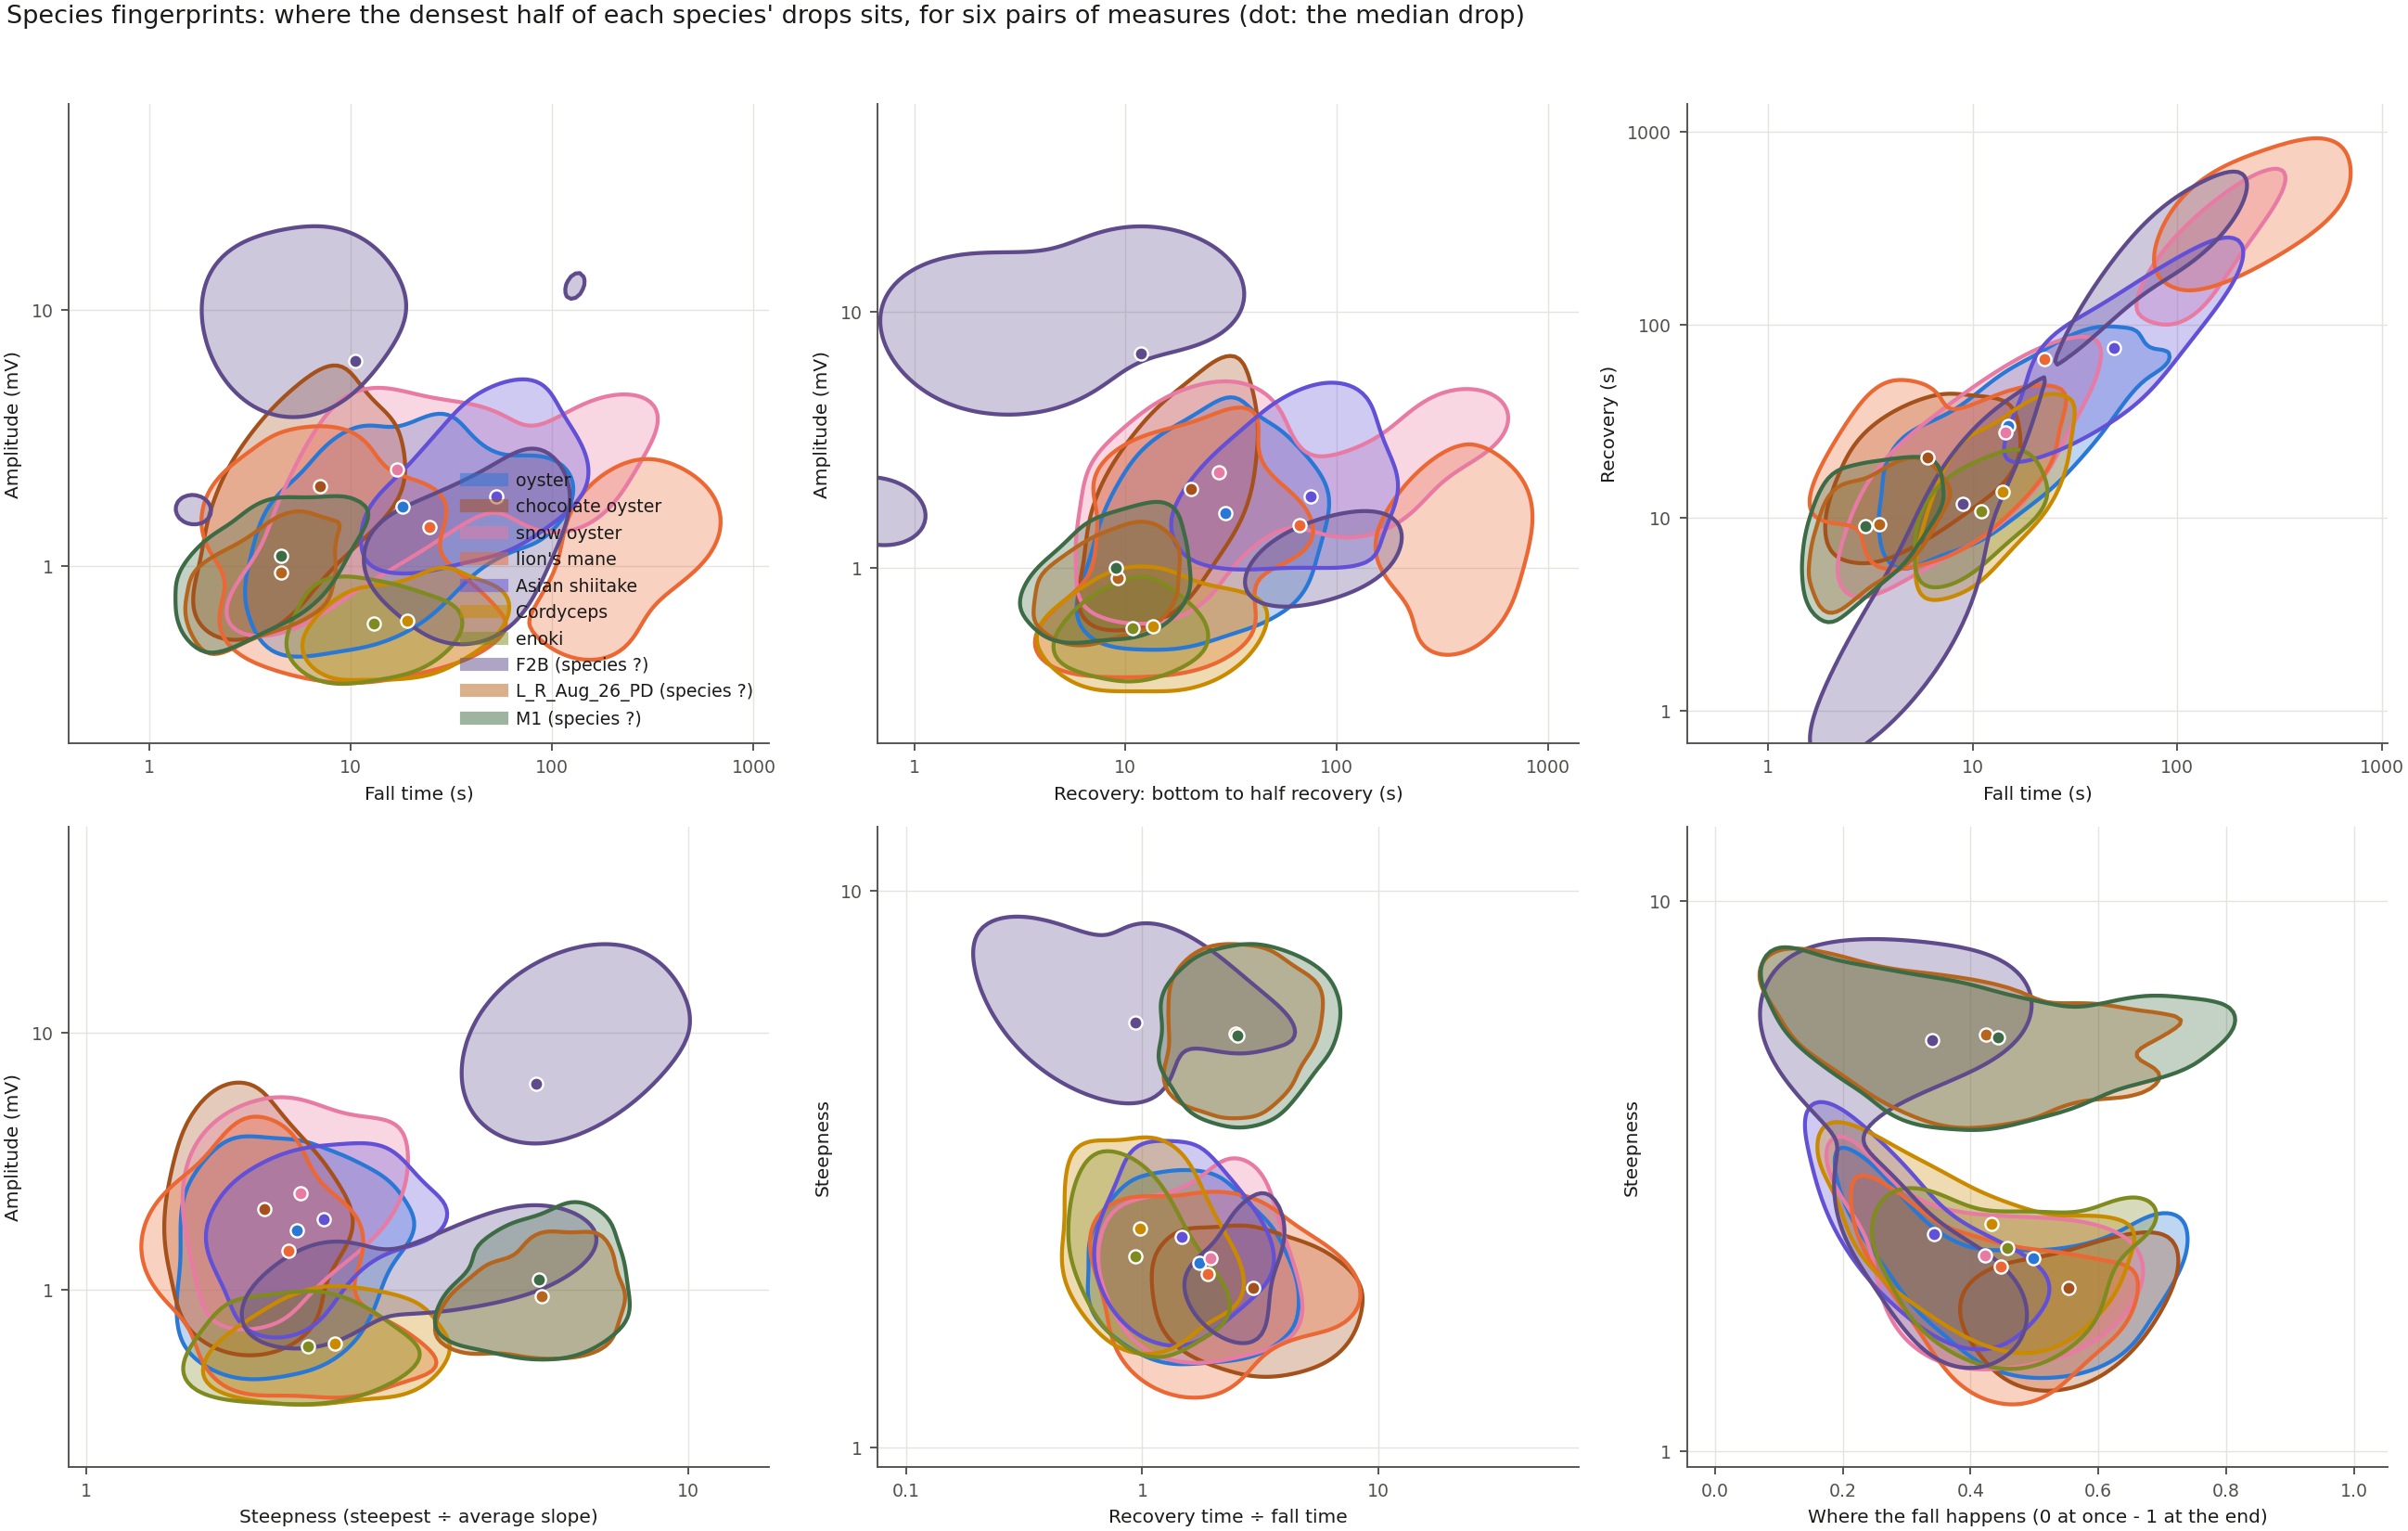 Species fingerprints: where the densest half of each species' drops sits, for six pairs of measures (dot: the median drop)
Amplitude (mV)
10
1
1
10
100
1000
Fall time (s)
oyster
chocolate oyster
snow oyster
lion's mane
Asian shiitake
Cordyceps
enoki
F2B (species ?)
L_R_Aug_26_PD (species ?)
M1 (species ?)
Amplitude (mV)
10
1
1
10
100
1000
Recovery: bottom to half recovery (s)
Recovery (s)
1000
100
10
1
1
10
100
1000
Fall time (s)
Amplitude (mV)
10
1
1
10
Steepness (steepest ÷ average slope)
Steepness
10
1
0.1
1
10
Recovery time ÷ fall time
Steepness
10
1
0.0
0.2
0.4
0.6
0.8
1.0
Where the fall happens (0 at once - 1 at the end)